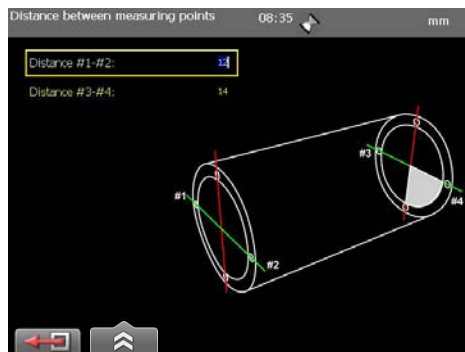 Distance between measuring points 08:35 mm
Distance #1-#2: 12
Distance #3-#4: 14
#3
#1
#4
#2